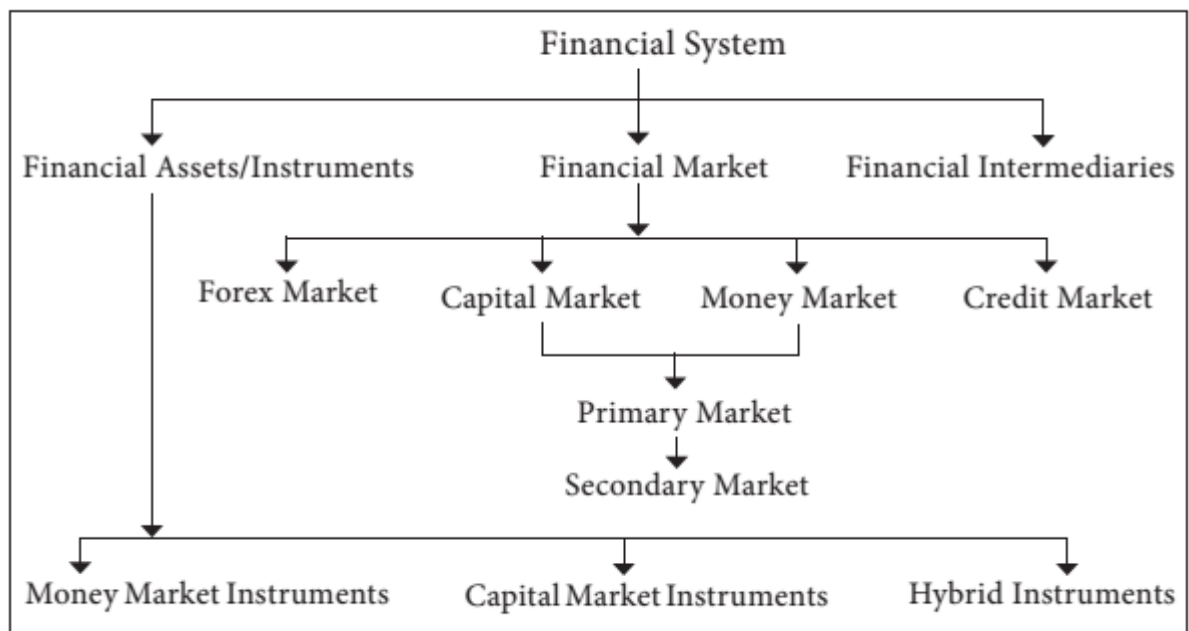 Financial System
Financial Assets/Instruments
Financial Market
Financial Intermediaries
Forex Market
Capital Market
Money Market
Credit Market
Primary Market
Secondary Market
Money Market Instruments
Capital Market Instruments
Hybrid Instruments